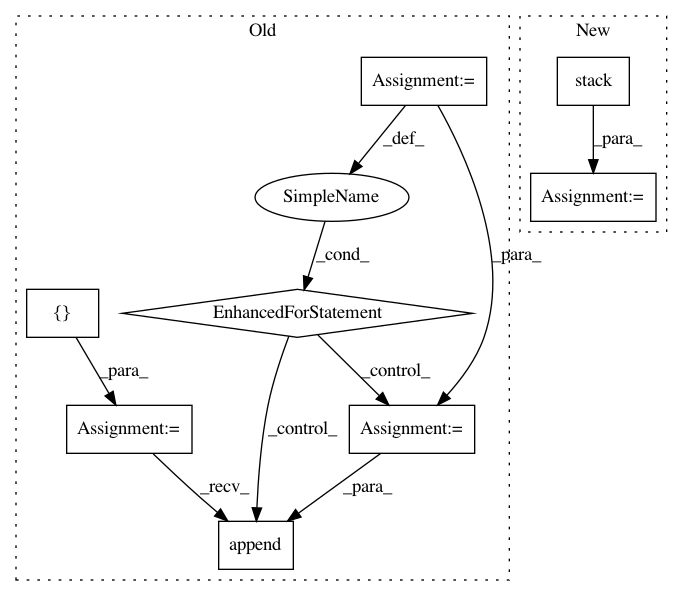 Old
New
Assignment:=
stack
_def_
_para_
SimpleName
Assignment:=
_cond_
_para_
{}
EnhancedForStatement
_para_
_control_
Assignment:=
_control_
Assignment:=
_recv_
_para_
append